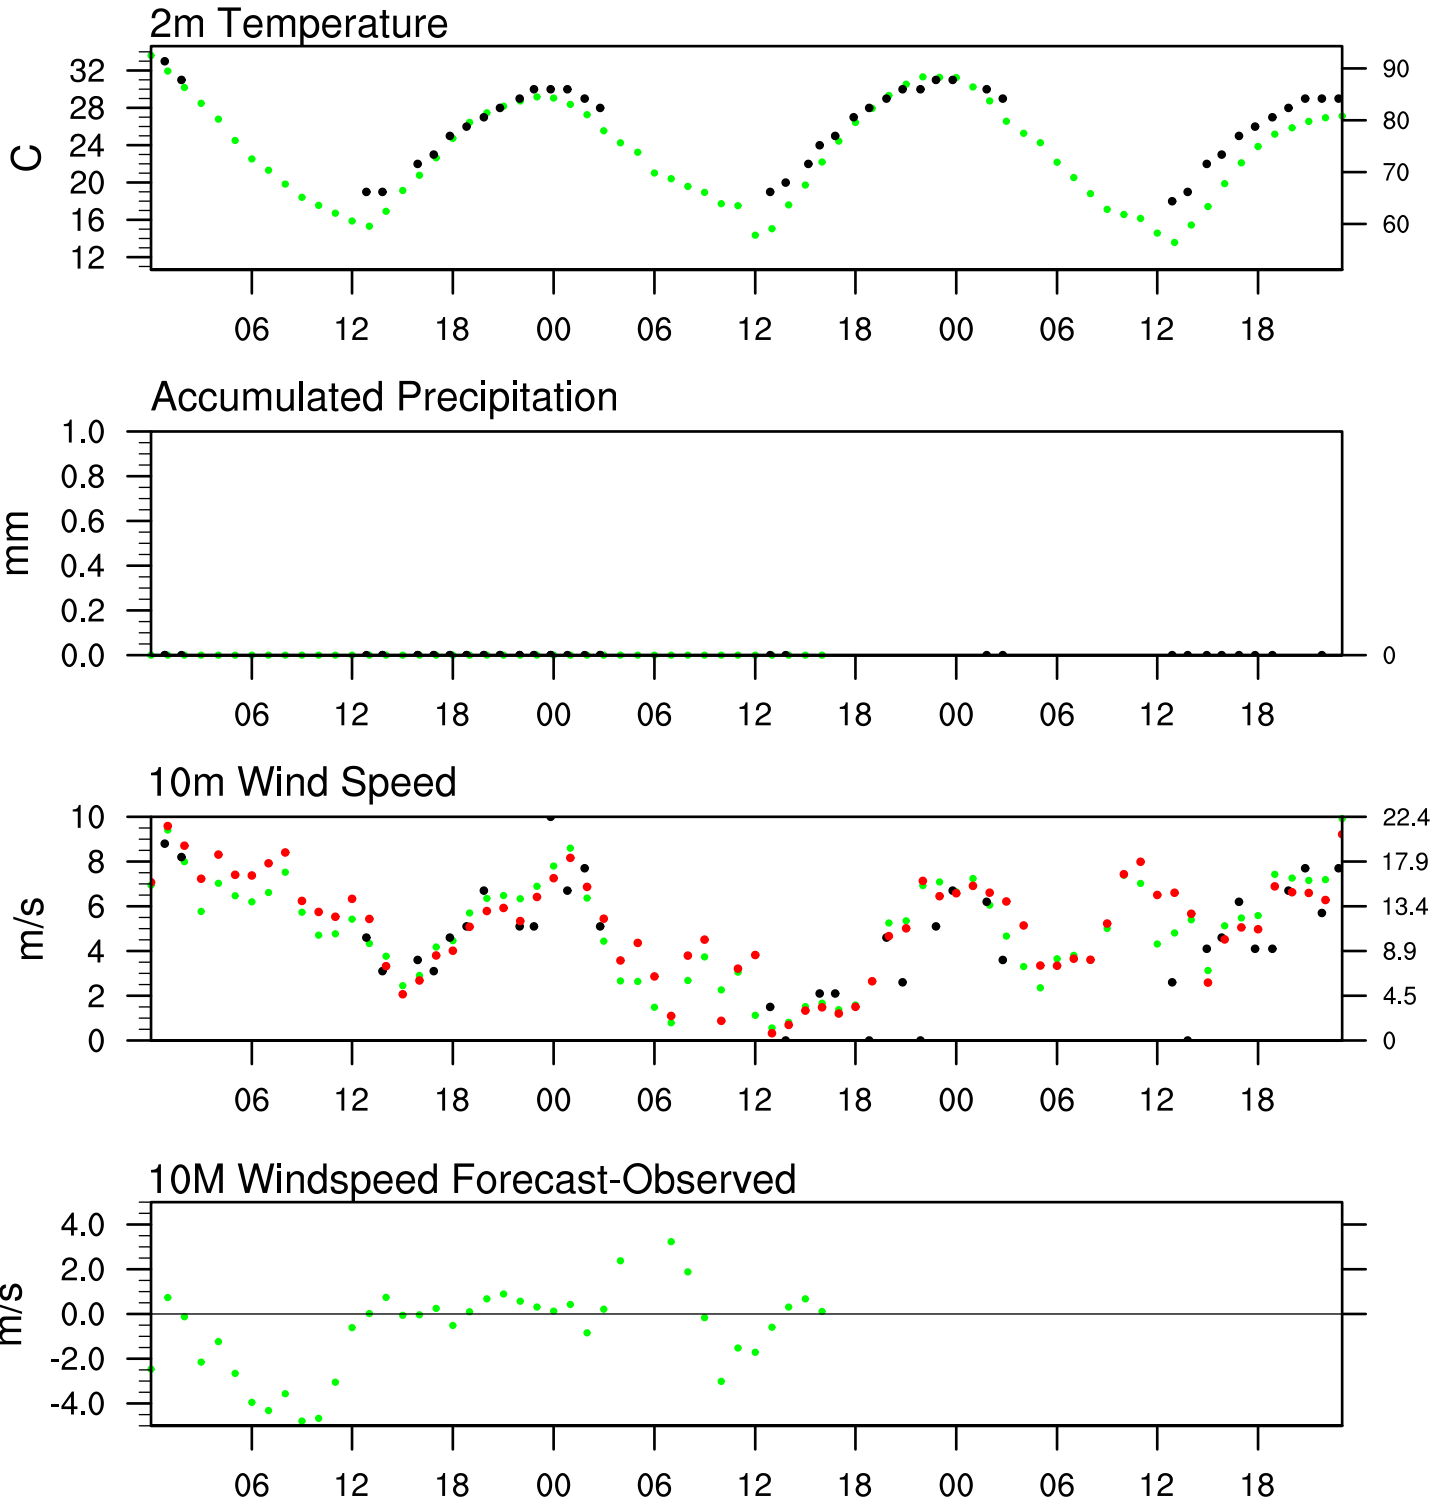 2m Temperature
32
28
24
20
16
12
C
90
80
70
60
06 12 18 00 06 12 18 00 06 12 18
Accumulated Precipitation
1.0
0.8
0.6
0.4
0.2
0.0
mm
0
06 12 18 00 06 12 18 00 06 12 18
10m Wind Speed
10
8
6
4
2
0
m/s
22.4
17.9
13.4
8.9
4.5
0
06 12 18 00 06 12 18 00 06 12 18
10M Windspeed Forecast-Observed
4.0
2.0
0.0
-2.0
-4.0
m/s
06 12 18 00 06 12 18 00 06 12 18